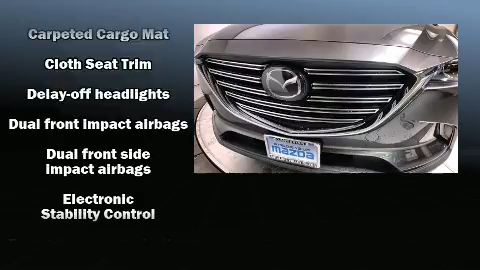 Carpeted Cargo Mat
Cloth Seat Trim
Delay-off headlights
Dual front impact airbags
Dual front side
impact airbags
Electronic
Stability Control
mazda